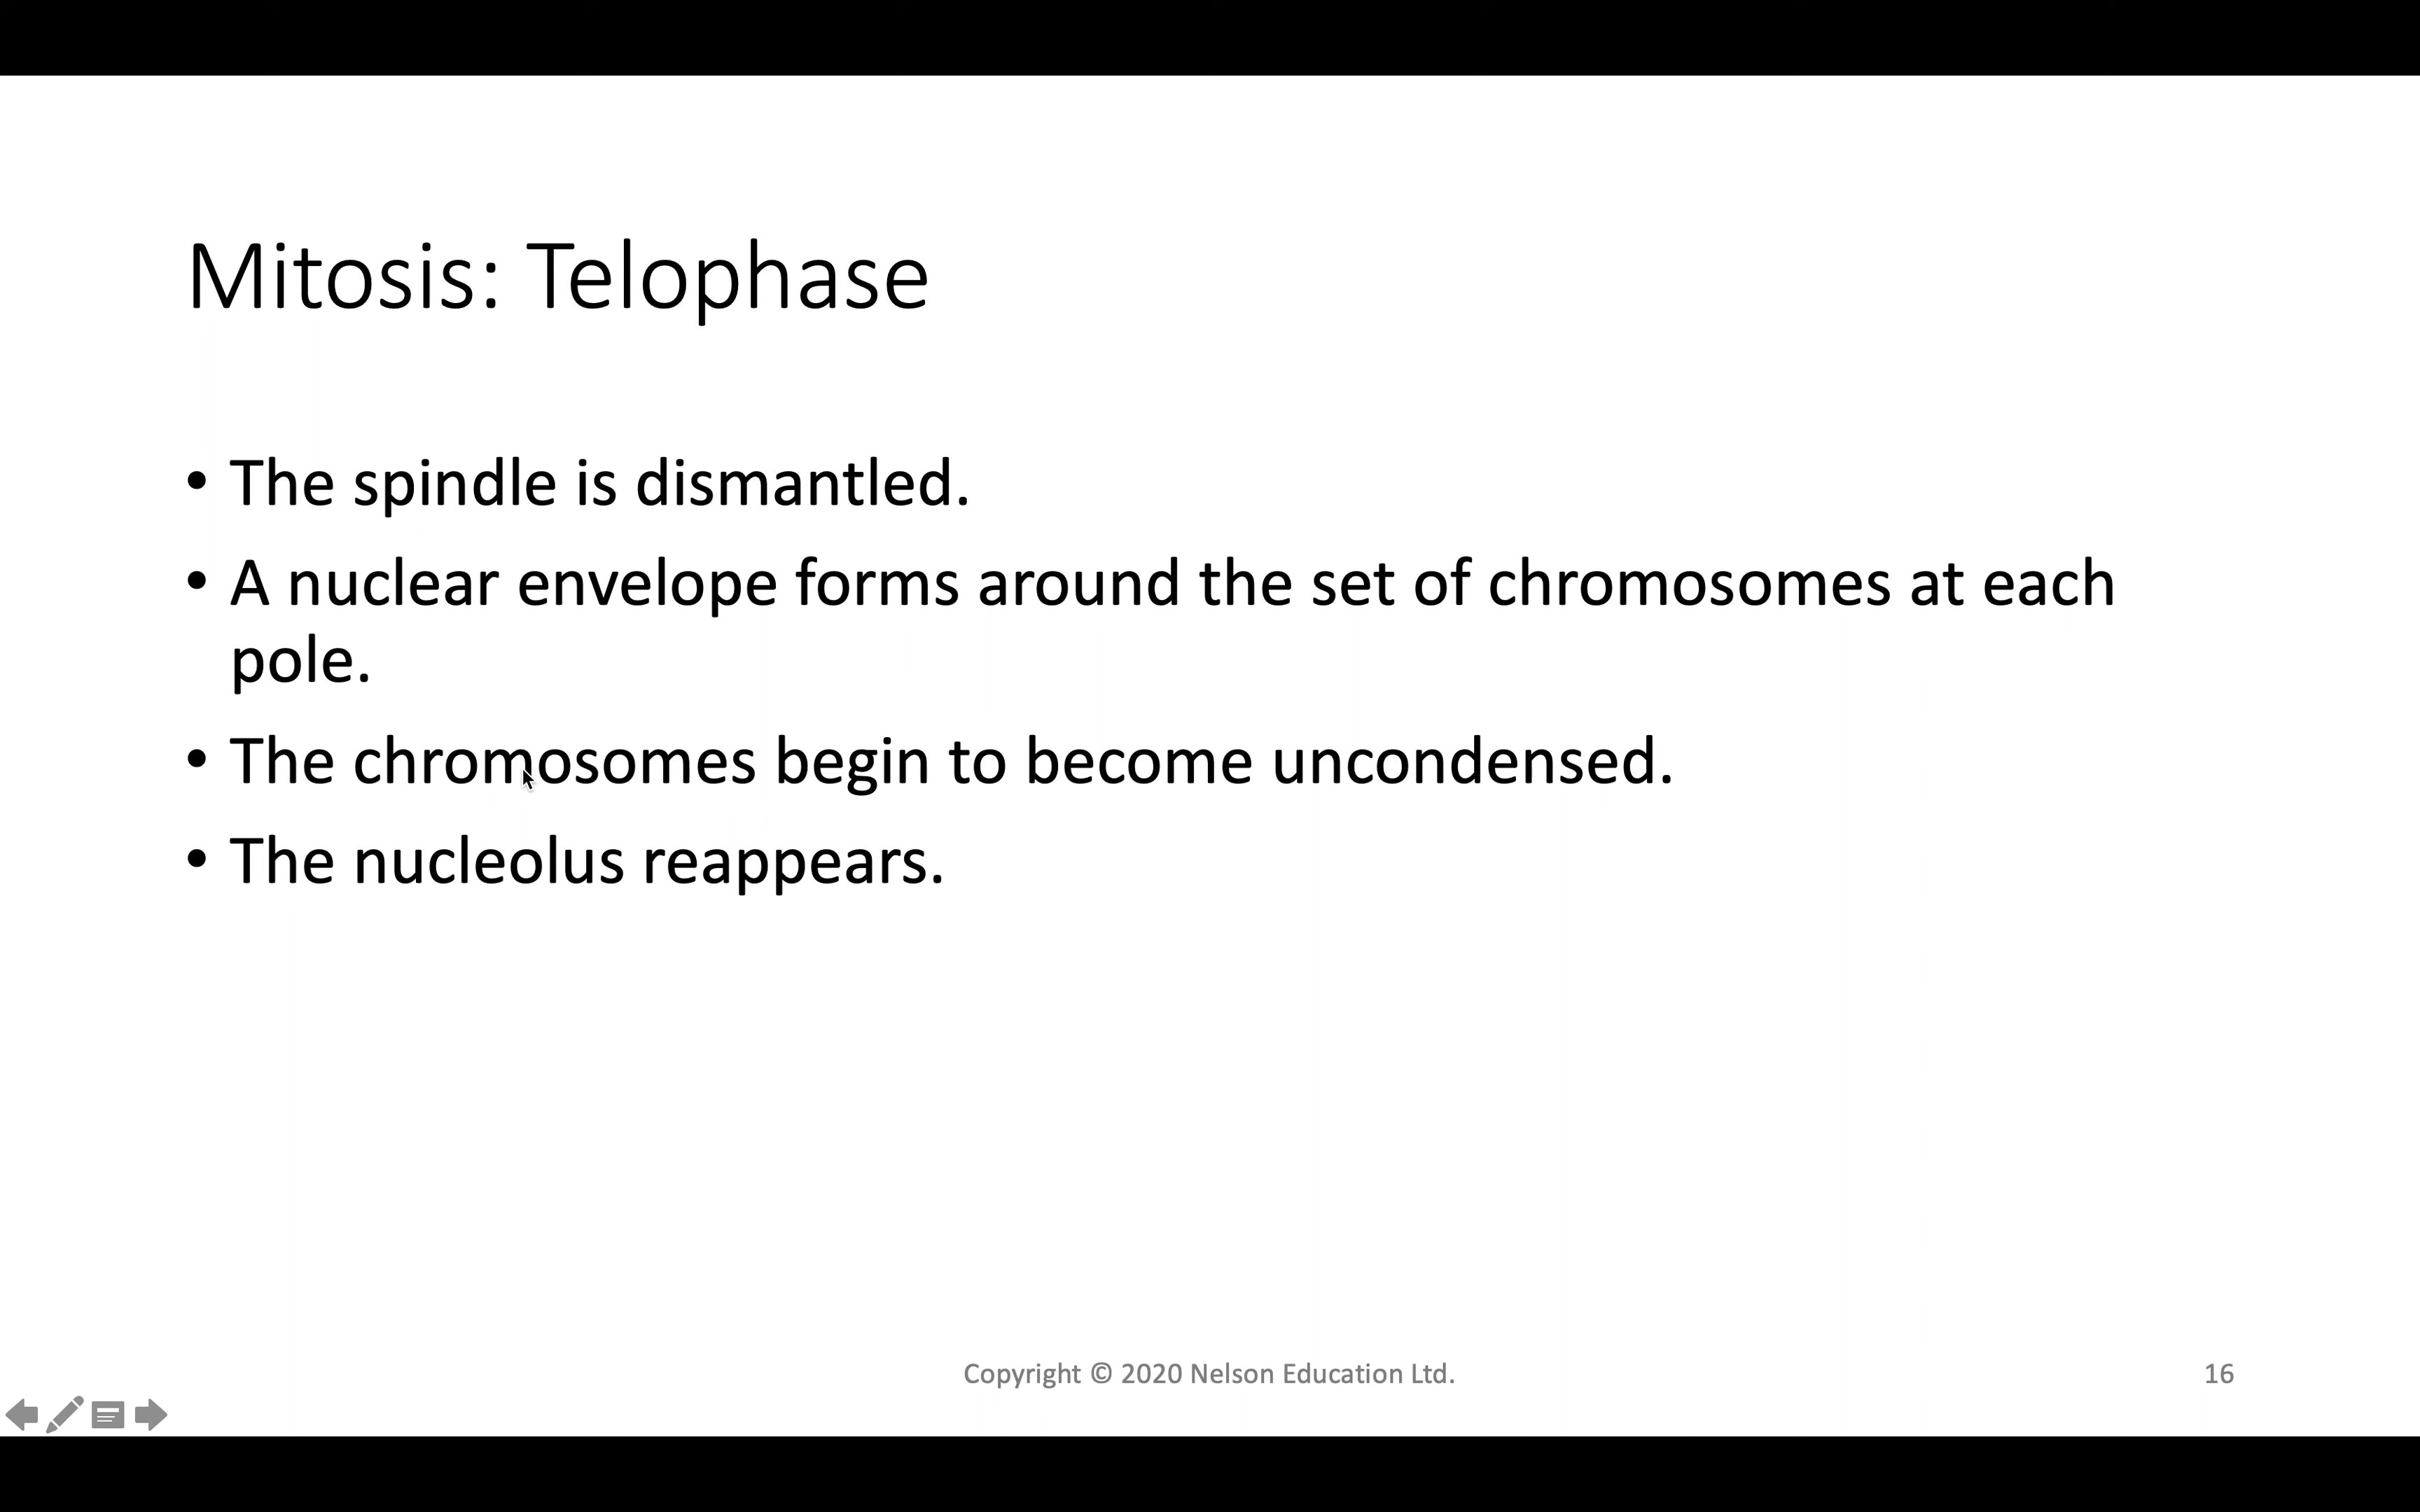 Mitosis: Telophase
• The spindle is dismantled.
• A nuclear envelope forms around the set of chromosomes at each
pole.
• The chromosomes begin to become uncondensed.
• The nucleolus reappears.
Copyright © 2020 Nelson Education Ltd.
16